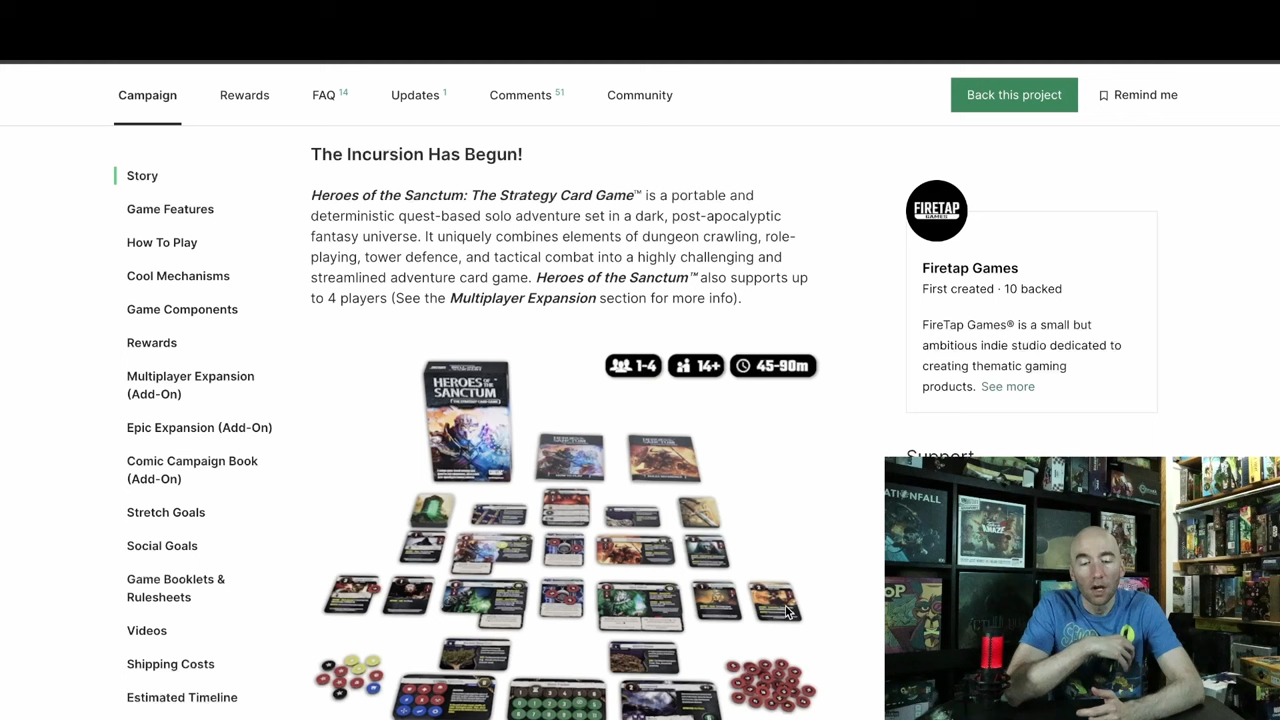 Campaign
Rewards
FAQ 14
Updates 1
Comments 51
Community
Back this project
Remind me
Story
Game Features
How To Play
Cool Mechanisms
Game Components
Rewards
Multiplayer Expansion
(Add-On)
Epic Expansion (Add-On)
Comic Campaign Book
(Add-On)
Stretch Goals
Social Goals
Game Booklets &
Rulesheets
Videos
Shipping Costs
Estimated Timeline
The Incursion Has Begun!
Heroes of the Sanctum: The Strategy Card Game™ is a portable and
deterministic quest-based solo adventure set in a dark, post-apocalyptic
fantasy universe. It uniquely combines elements of dungeon crawling, role-
playing, tower defence, and tactical combat into a highly challenging and
streamlined adventure card game. Heroes of the Sanctum™ also supports up
to 4 players (See the Multiplayer Expansion section for more info).
1-4
14+
45-90m
HEROES OF THE
SANCTUM
FIRETAP
GAMES
Firetap Games
First created · 10 backed
FireTap Games® is a small but
ambitious indie studio dedicated to
creating thematic gaming
products. See more
Support